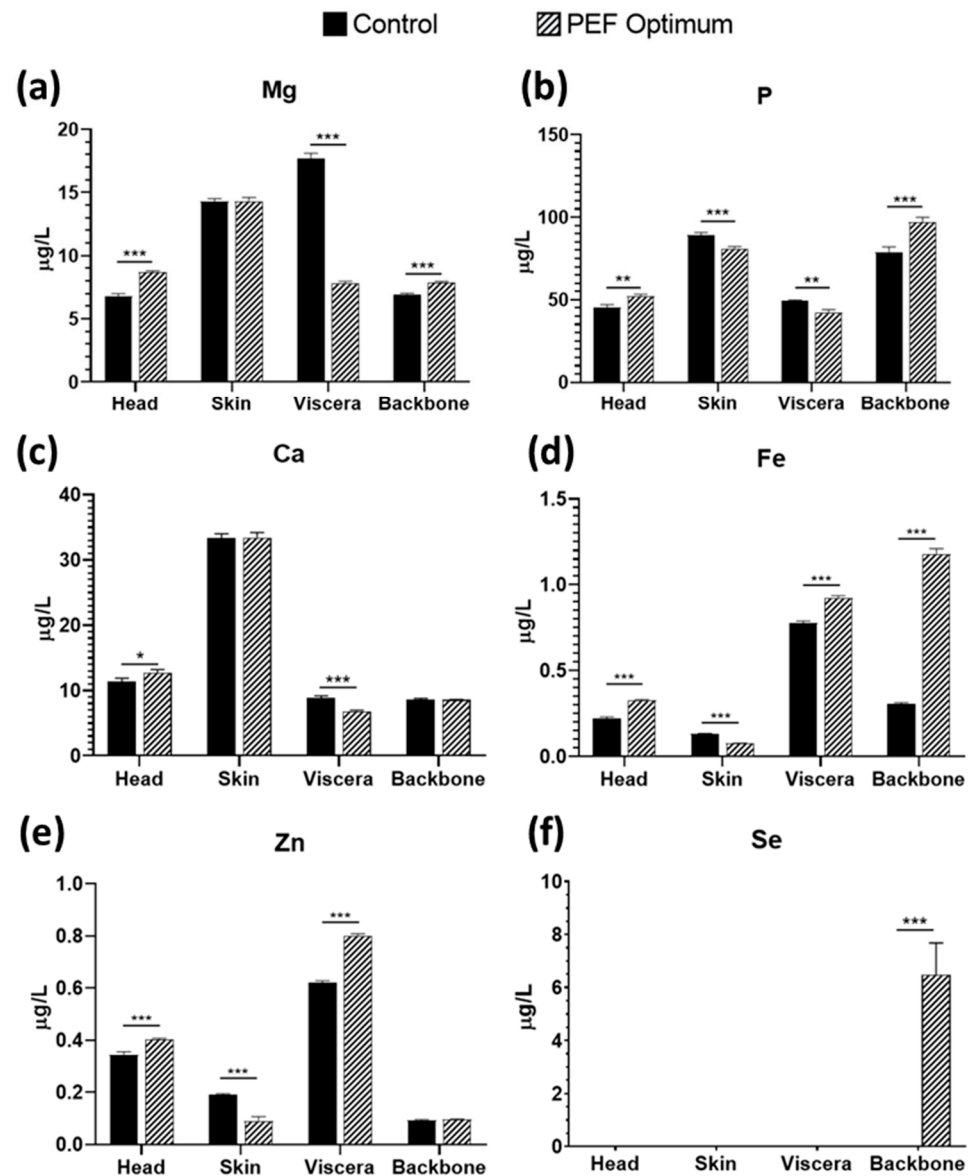 Control PEF Optimum
(a) Mg
20
15
10
5
0
µg/L
***
***
***
Head Skin Viscera Backbone
(b) P
150
100
50
0
µg/L
**
***
**
***
Head Skin Viscera Backbone
(c) Ca
40
30
20
10
0
µg/L
*
***
Head Skin Viscera Backbone
(d) Fe
1.5
1.0
0.5
0.0
µg/L
***
***
***
***
Head Skin Viscera Backbone
(e) Zn
1.0
0.8
0.6
0.4
0.2
0.0
µg/L
***
***
***
Head Skin Viscera Backbone
(f) Se
10
8
6
4
2
0
µg/L
***
Head Skin Viscera Backbone